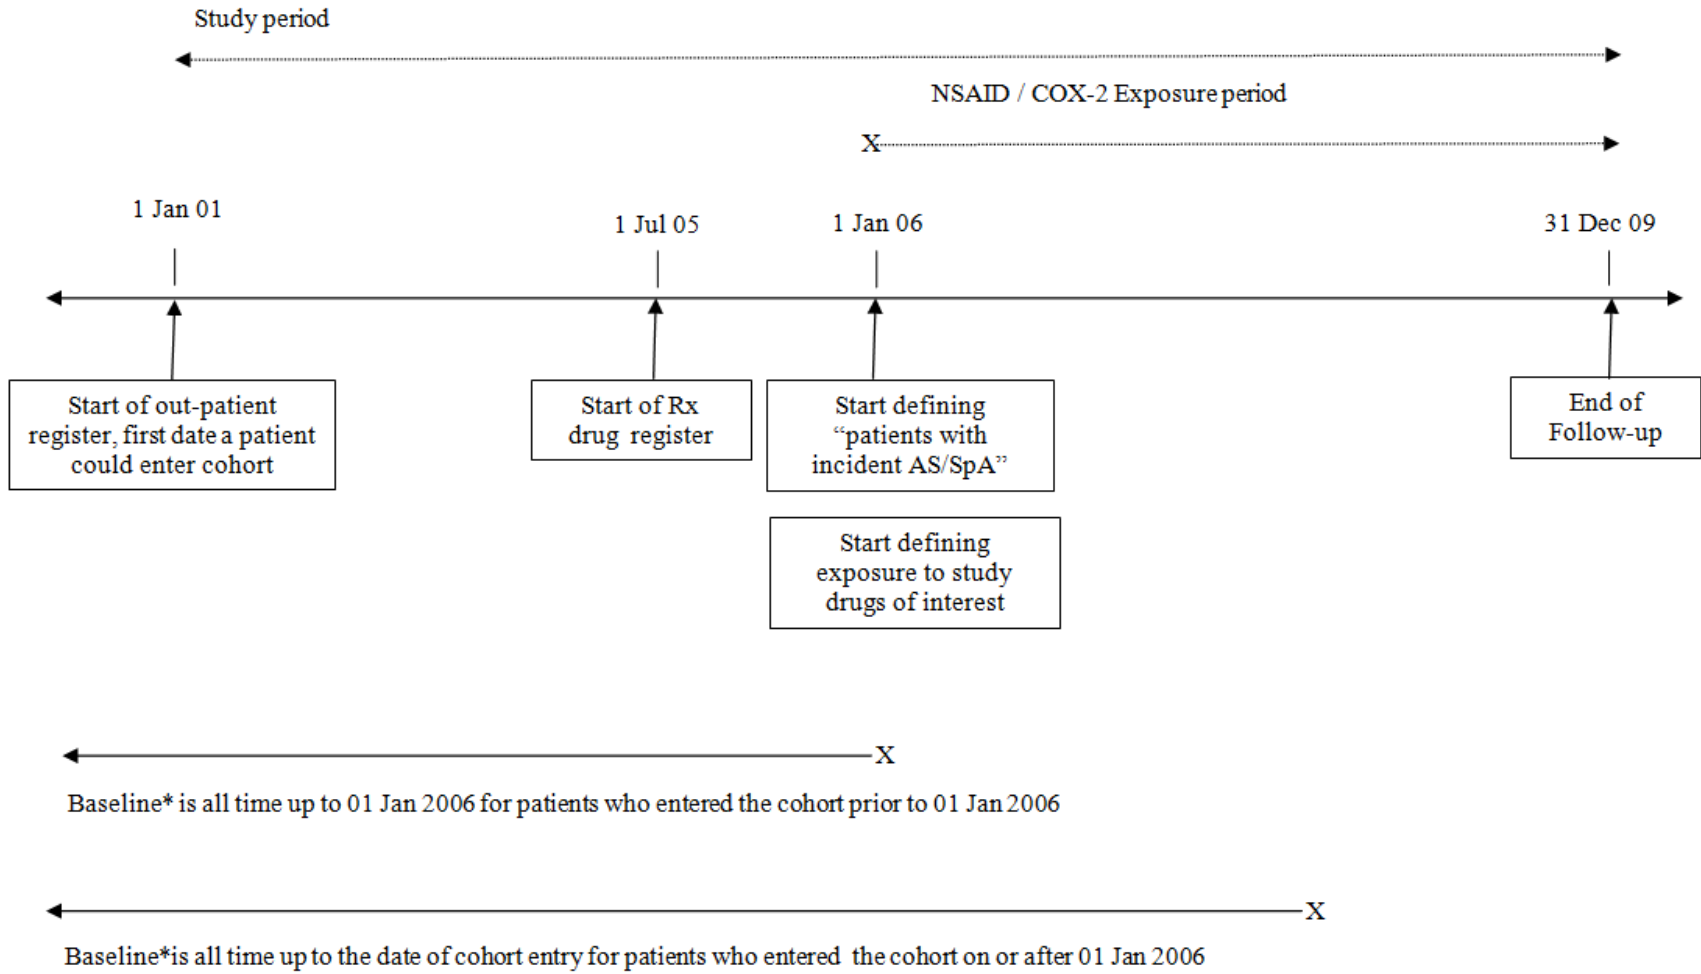 Study period
NSAID / COX-2 Exposure period
X
1 Jan 01
1 Jul 05
1 Jan 06
31 Dec 09
Start of out-patient
register, first date a patient
could enter cohort
Start of Rx
drug register
Start defining
“patients with
incident AS/SpA”
End of
Follow-up
Start defining
exposure to study
drugs of interest
X
Baseline* is all time up to 01 Jan 2006 for patients who entered the cohort prior to 01 Jan 2006
X
Baseline*is all time up to the date of cohort entry for patients who entered the cohort on or after 01 Jan 2006